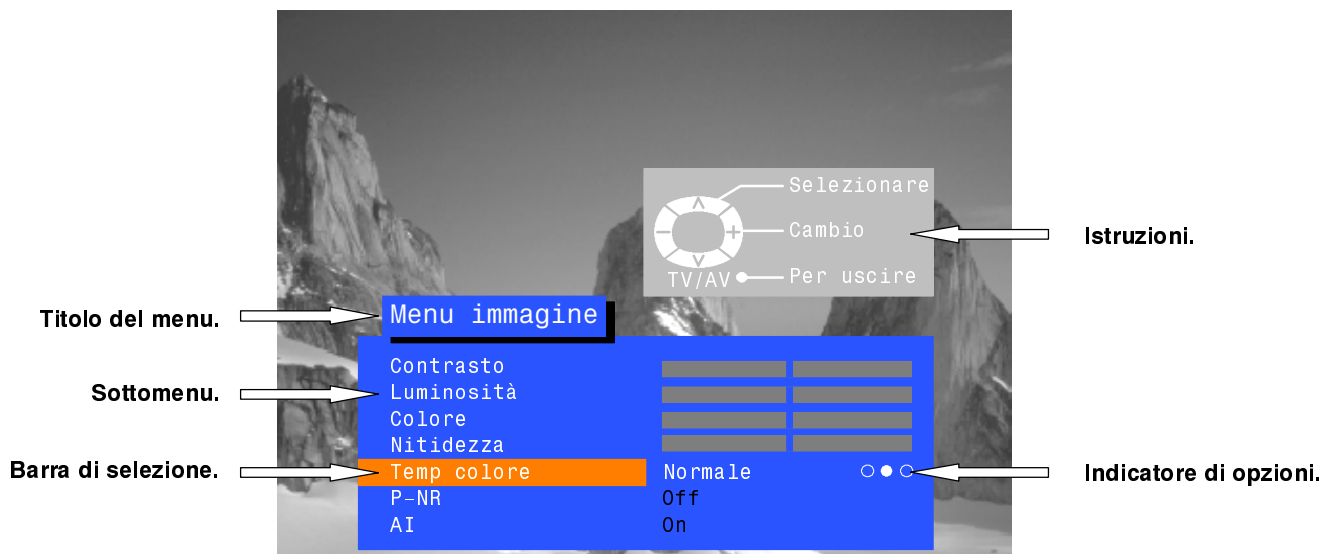 Selezionare
Cambio
TV/AV Per uscire
Istruzioni.
Titolo del menu.
Menu immagine
Contrasto
Sottomenu.
Luminosità
Colore
Nitidezza
Barra di selezione.
Temp colore Normale
Indicatore di opzioni.
P-NR Off
AI On